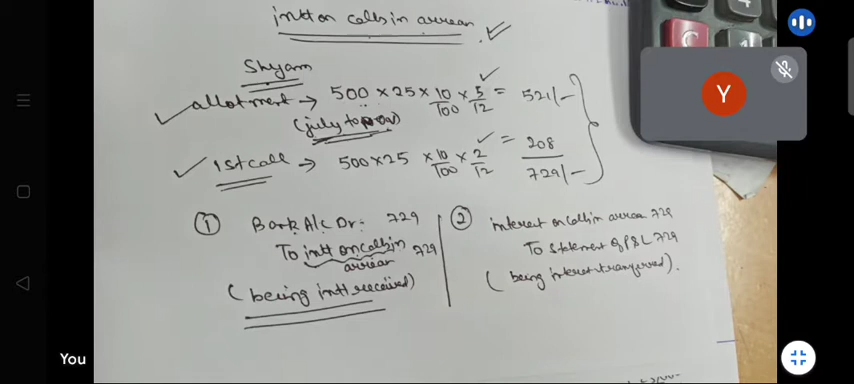 intt on calls in arrear
Shyam
allotment → 500 × 25 × 10/100 × 5/12 = 521/-
(july to nov)
1st call → 500×25 × 10/100 × 2/12 = 208
729/-
① Bank A/c Dr: 729
To intt on calls in 729
arrear
(being intt received)
② interest on calls in arrear 729
To statement of P&L 729
(being interest transferred).
Y
You